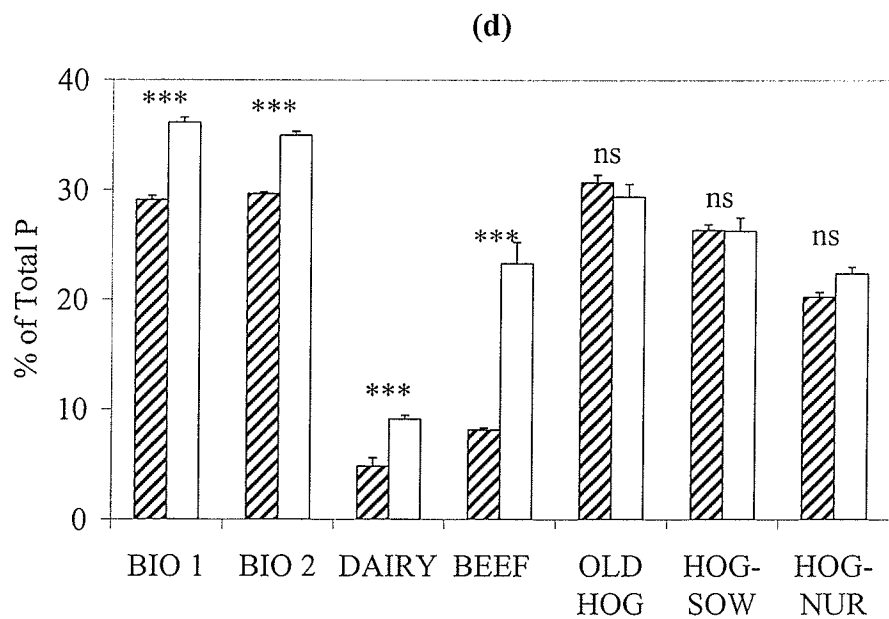 (d)
% of Total P
40
30
20
10
0
***
***
***
***
ns
ns
ns
BIO 1
BIO 2
DAIRY
BEEF
OLD HOG
HOG-SOW
HOG-NUR